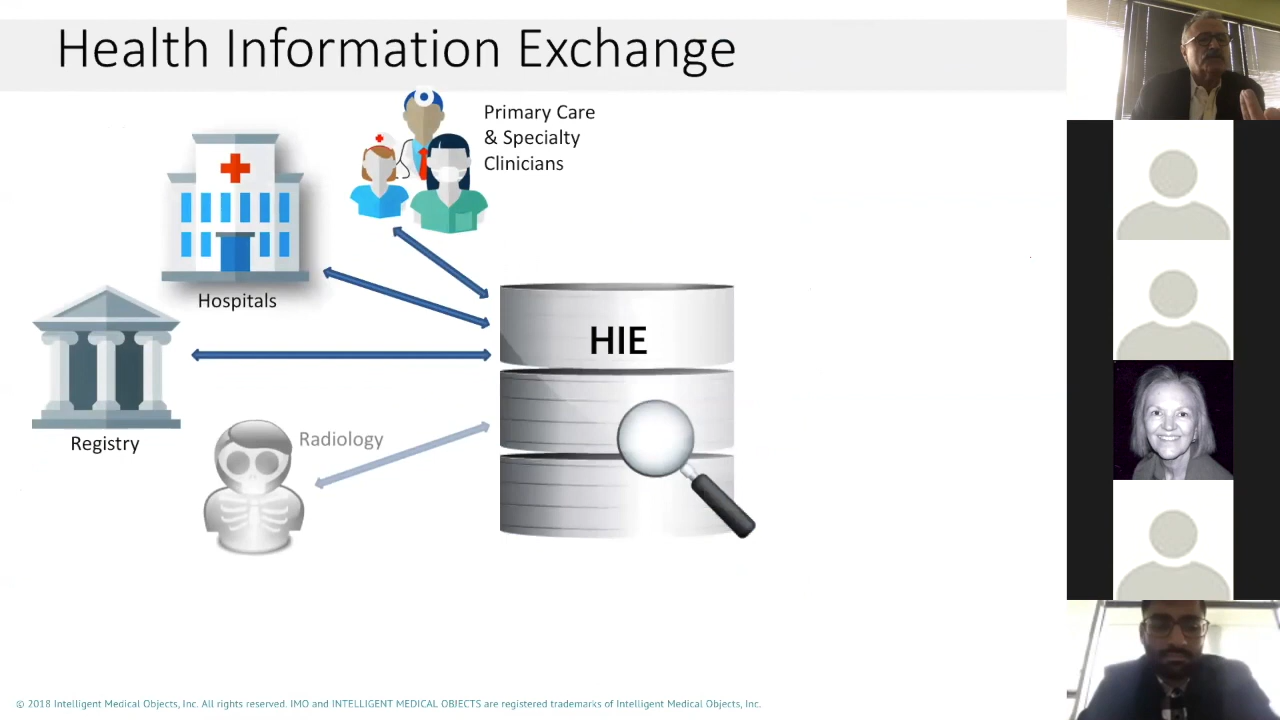 Health Information Exchange
Primary Care
& Specialty
Clinicians
Hospitals
HIE
Registry
Radiology
© 2018 Intelligent Medical Objects, Inc. All rights reserved. IMO and INTELLIGENT MEDICAL OBJECTS are registered trademarks of Intelligent Medical Objects, Inc.